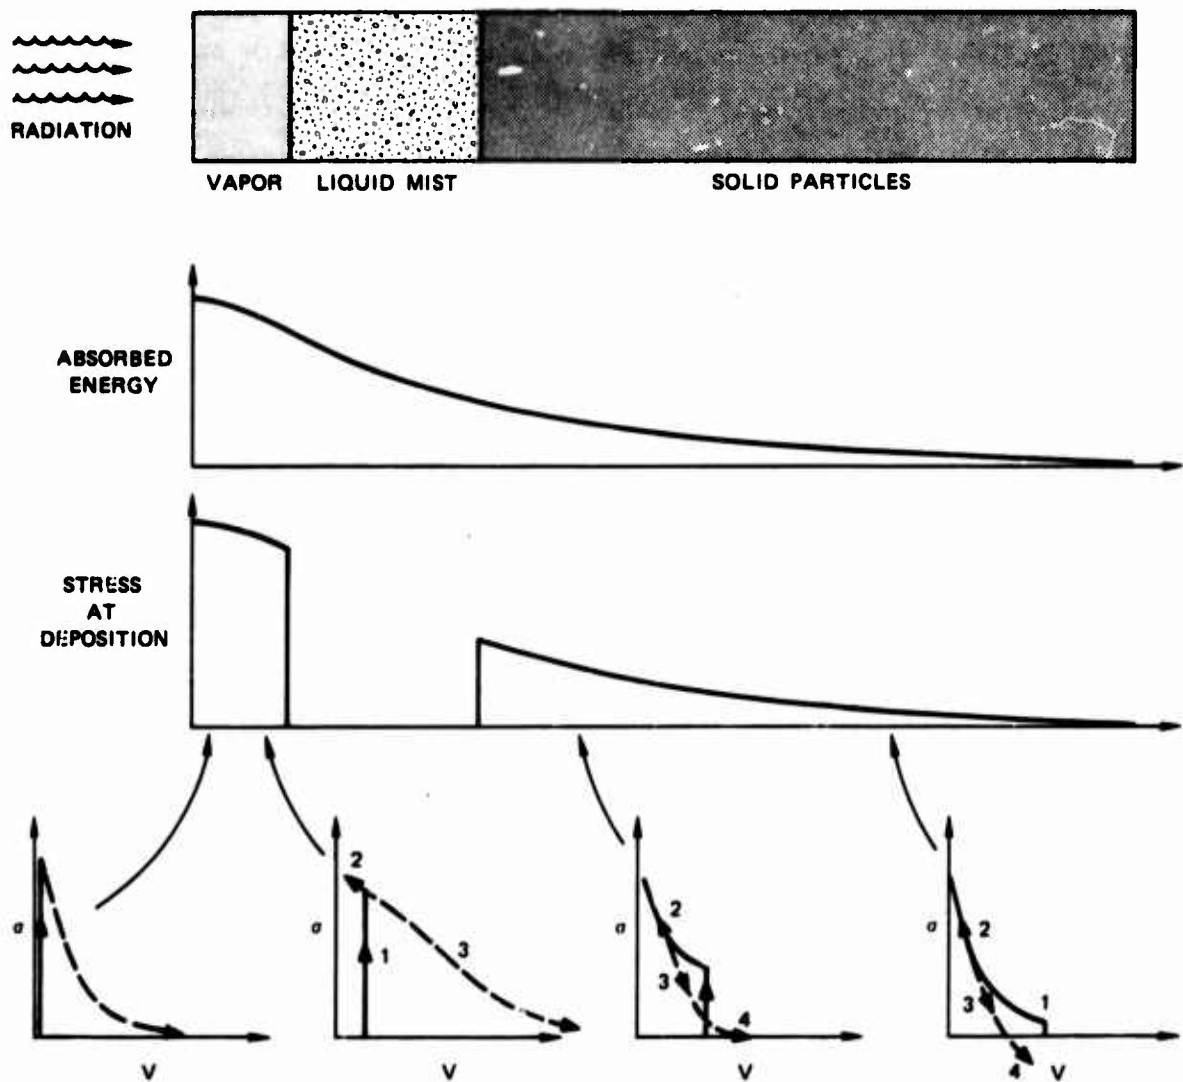 RADIATION
VAPOR LIQUID MIST SOLID PARTICLES
ABSORBED
ENERGY
STRESS
AT
DEPOSITION
σ
V
2
σ
1
3
V
2
σ
3
4
V
2
σ
1
3
4
V